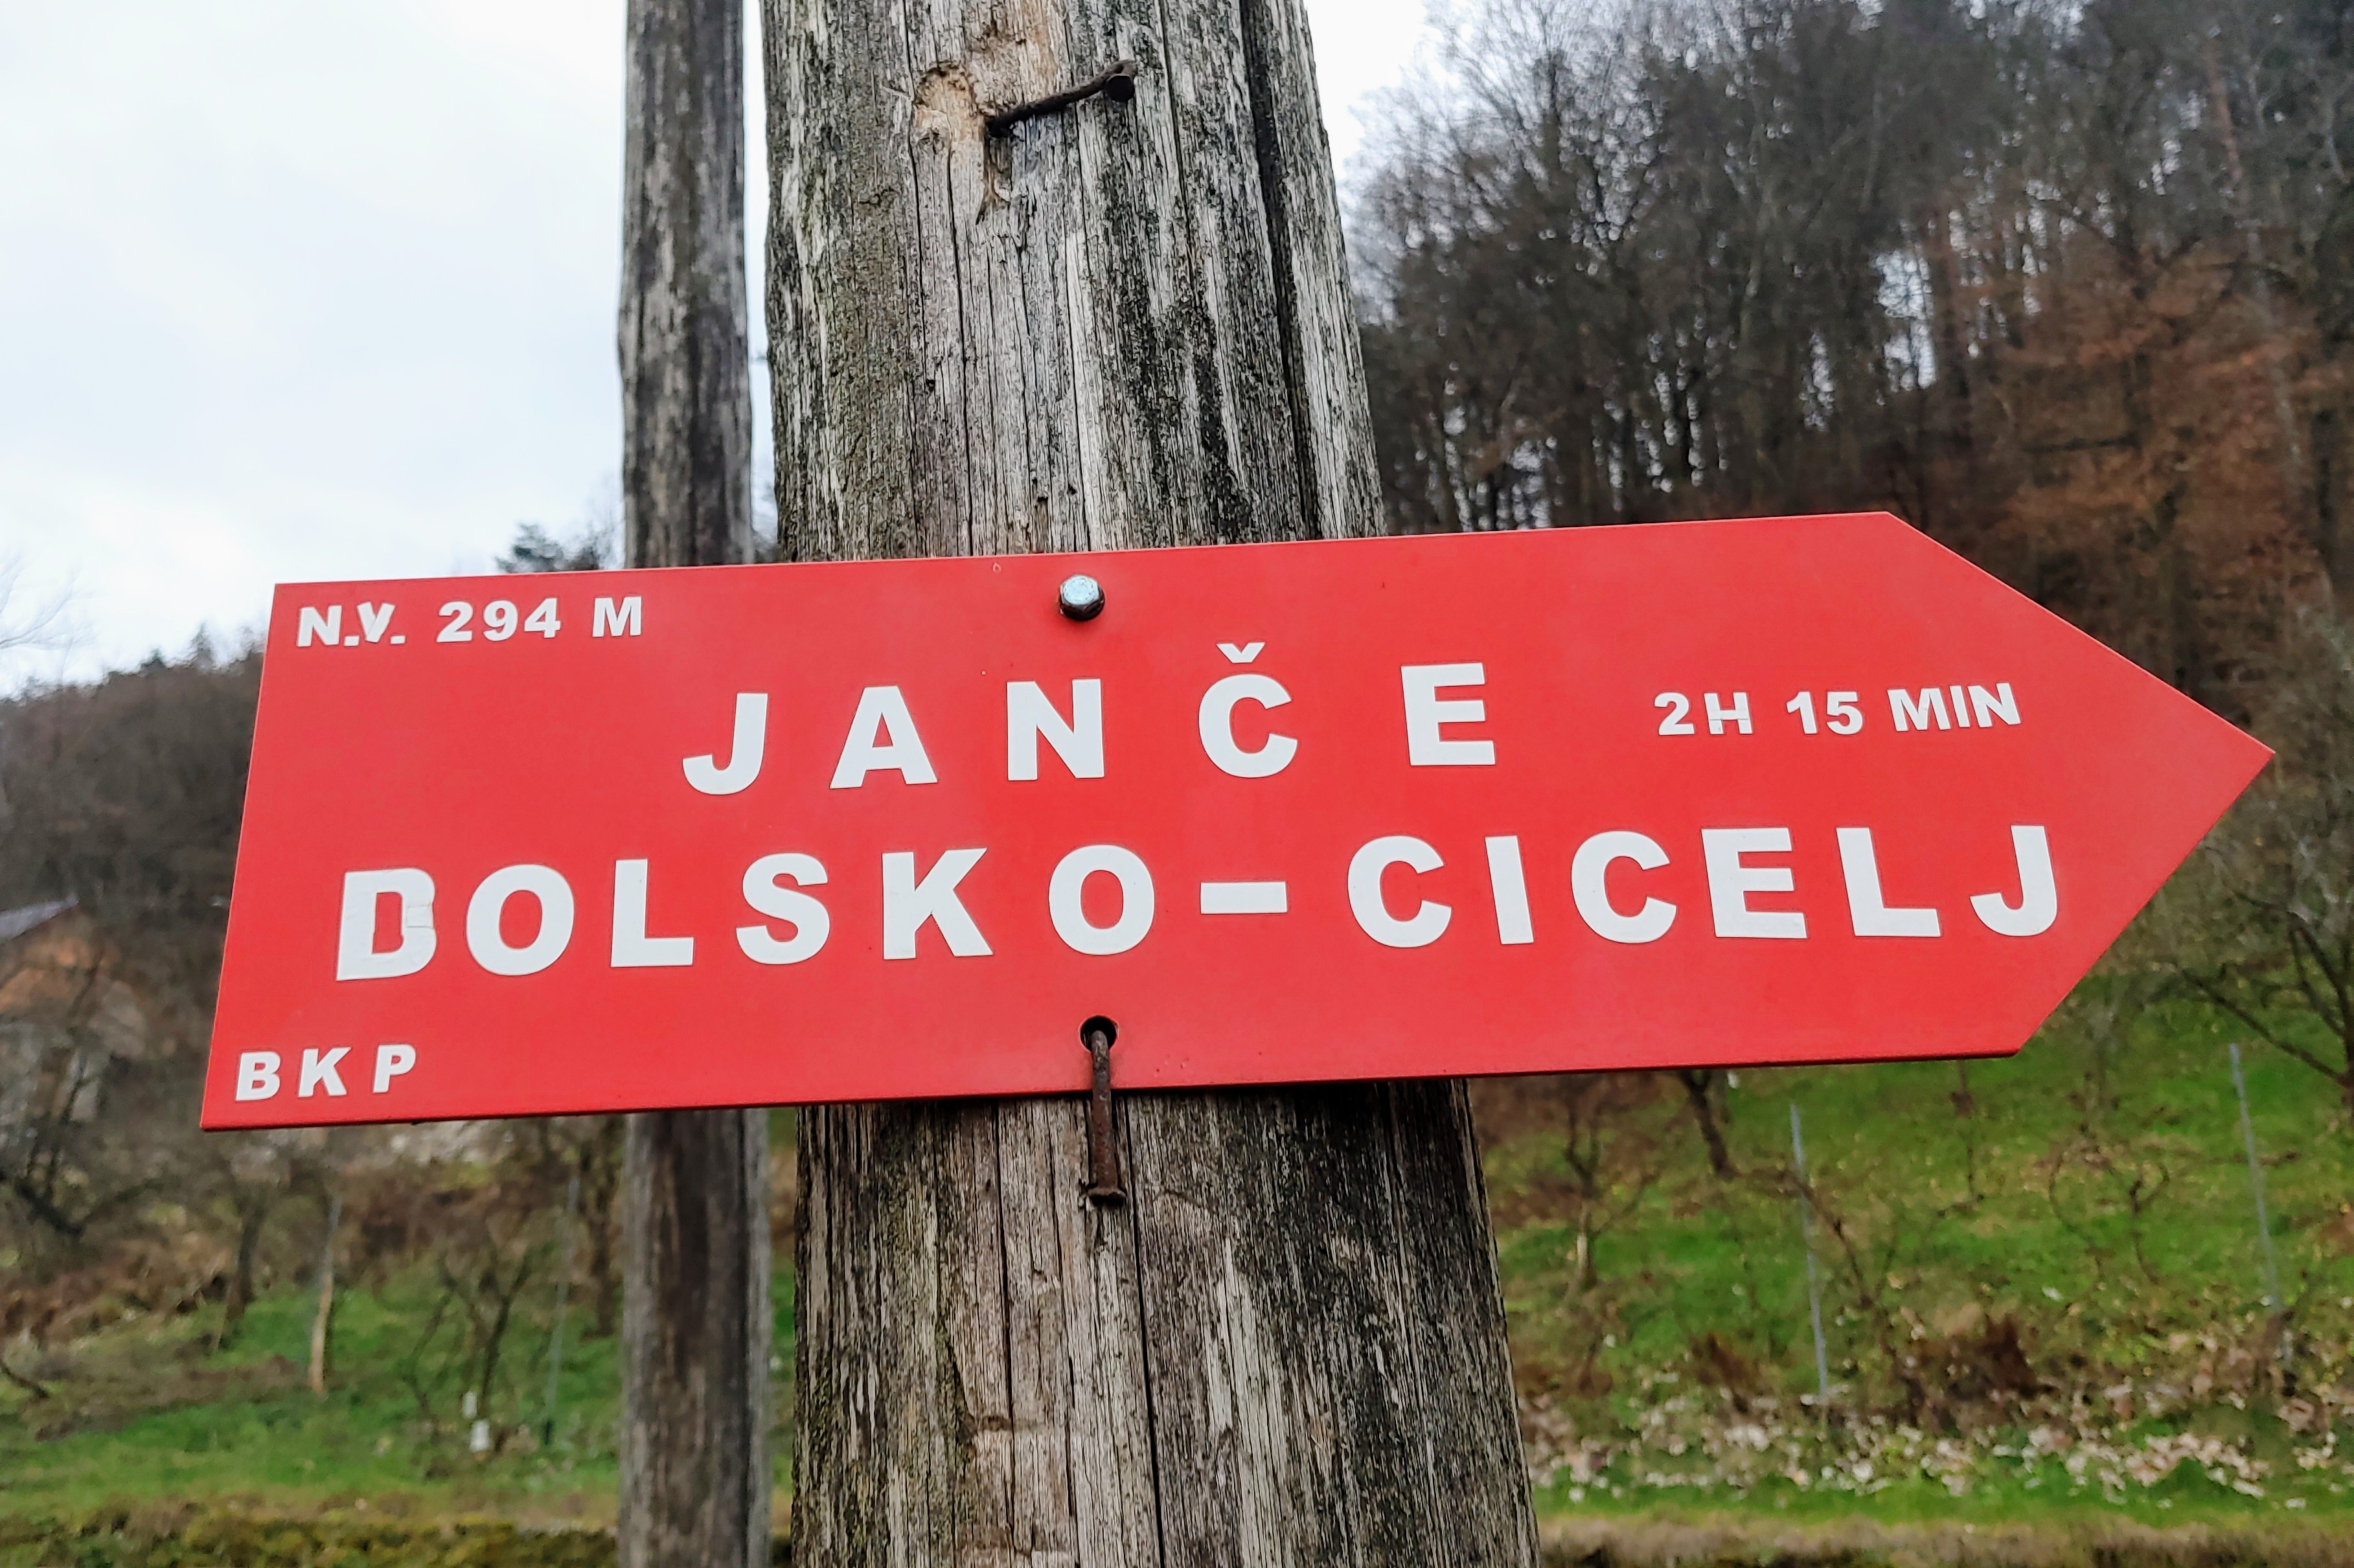 N.V. 294 M
JANČE 2H 15 MIN
DOLSKO-CICELJ
BKP